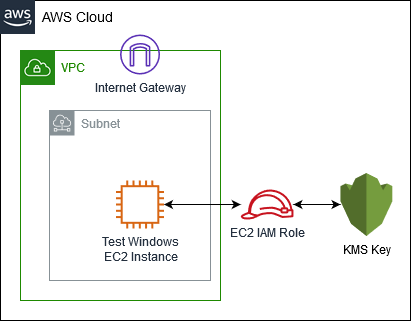 aws
AWS Cloud
VPC
Internet Gateway
Subnet
Test Windows
EC2 Instance
EC2 IAM Role
KMS Key